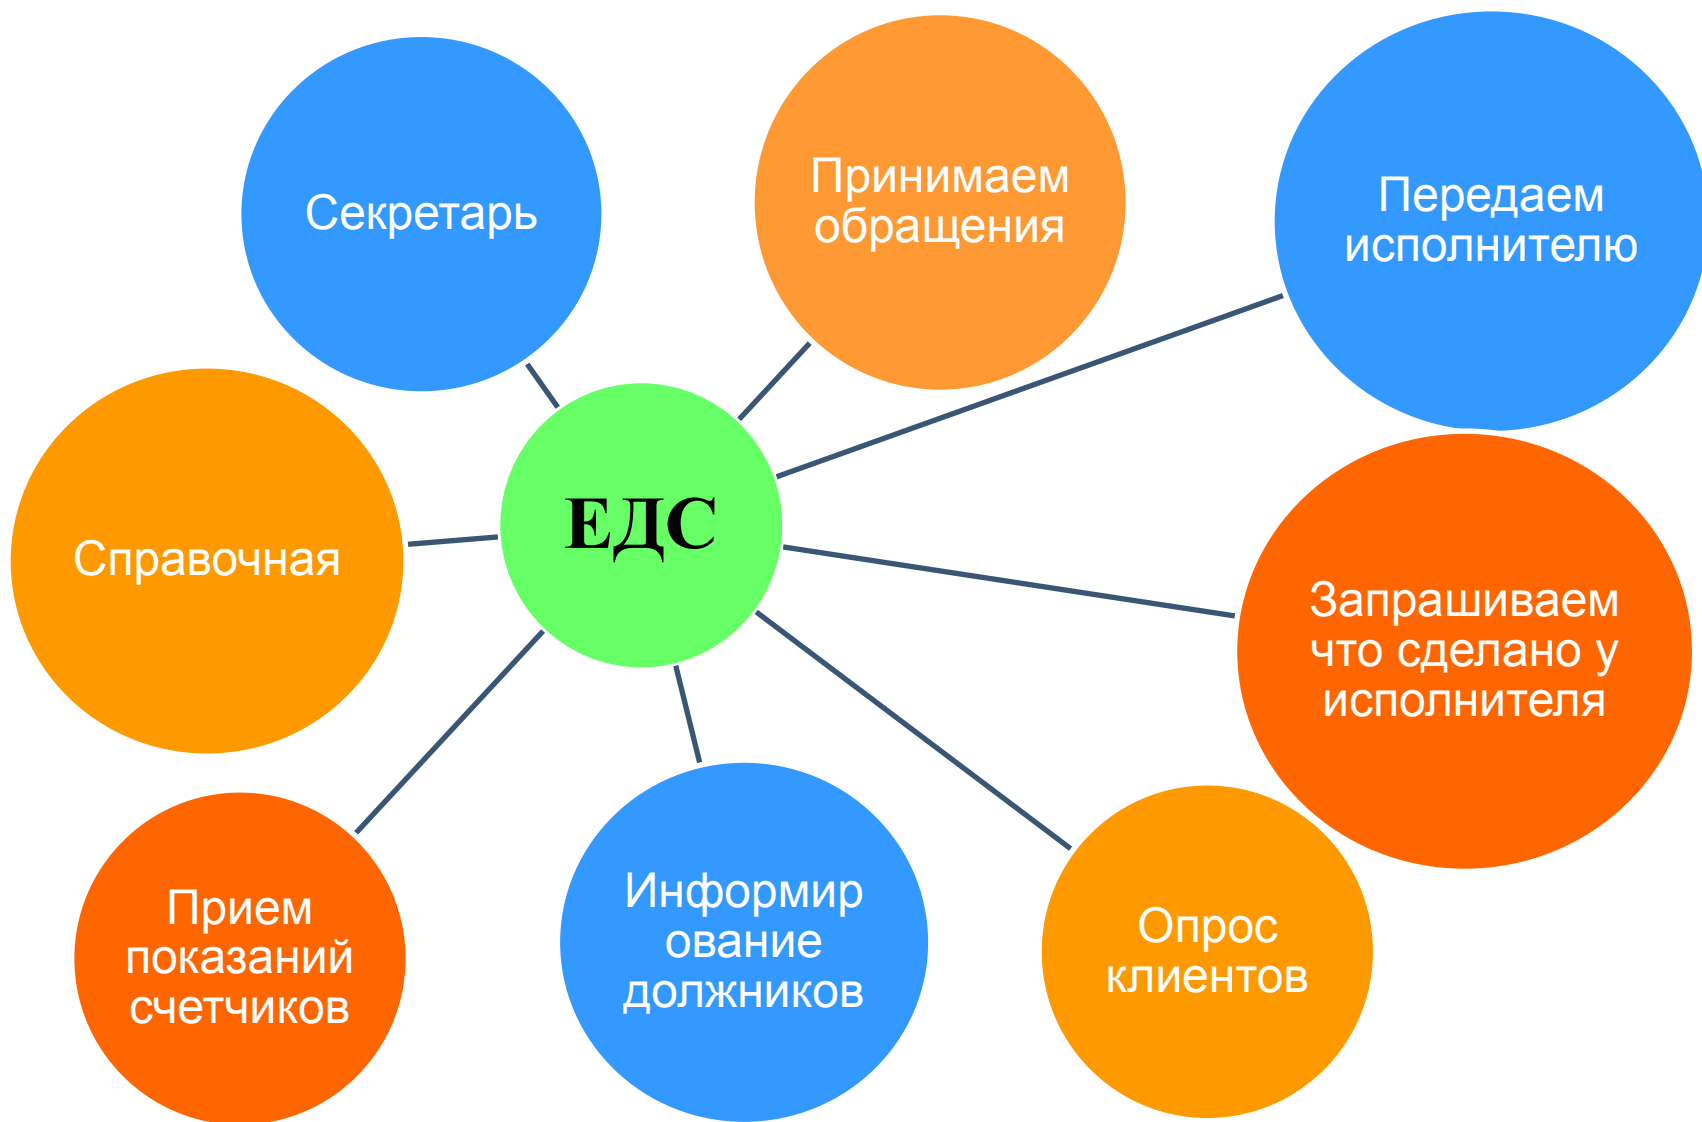 Секретарь
Принимаем
обращения
Передаем
исполнителю
Справочная
ЕДС
Запрашиваем
что сделано у
исполнителя
Прием
показаний
счетчиков
Информир
ование
должников
Опрос
клиентов